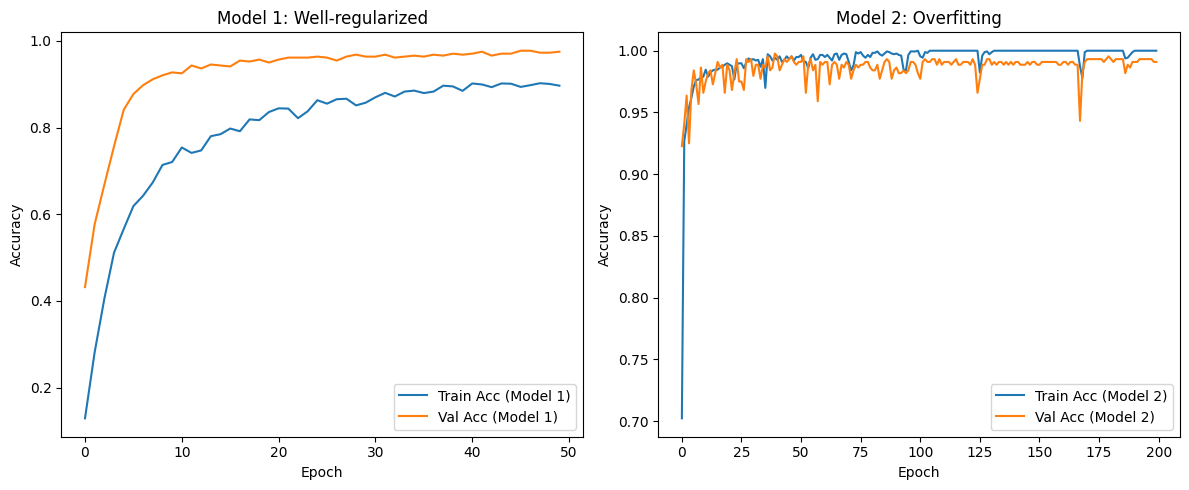 Model 1: Well-regularized
Accuracy
1.0
0.8
0.6
0.4
0.2
0
10
20
30
40
50
Epoch
Train Acc (Model 1)
Val Acc (Model 1)
Model 2: Overfitting
Accuracy
1.00
0.95
0.90
0.85
0.80
0.75
0.70
0
25
50
75
100
125
150
175
200
Epoch
Train Acc (Model 2)
Val Acc (Model 2)